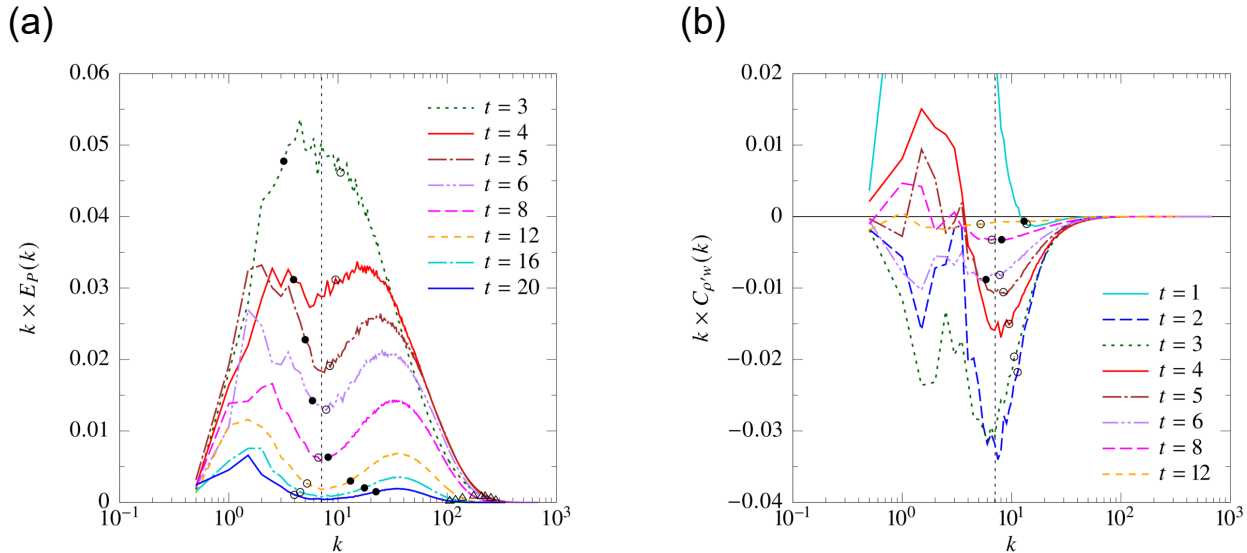 (a)
(b)
0.06
0.05
0.04
0.03
0.02
0.01
0
k × E_P(k)
10^{-1}
10^0
10^1
10^2
10^3
k
t = 3
t = 4
t = 5
t = 6
t = 8
t = 12
t = 16
t = 20
0.02
0.01
0
−0.01
−0.02
−0.03
−0.04
k × C_{ρ′w}(k)
10^{-1}
10^0
10^1
10^2
10^3
k
t = 1
t = 2
t = 3
t = 4
t = 5
t = 6
t = 8
t = 12